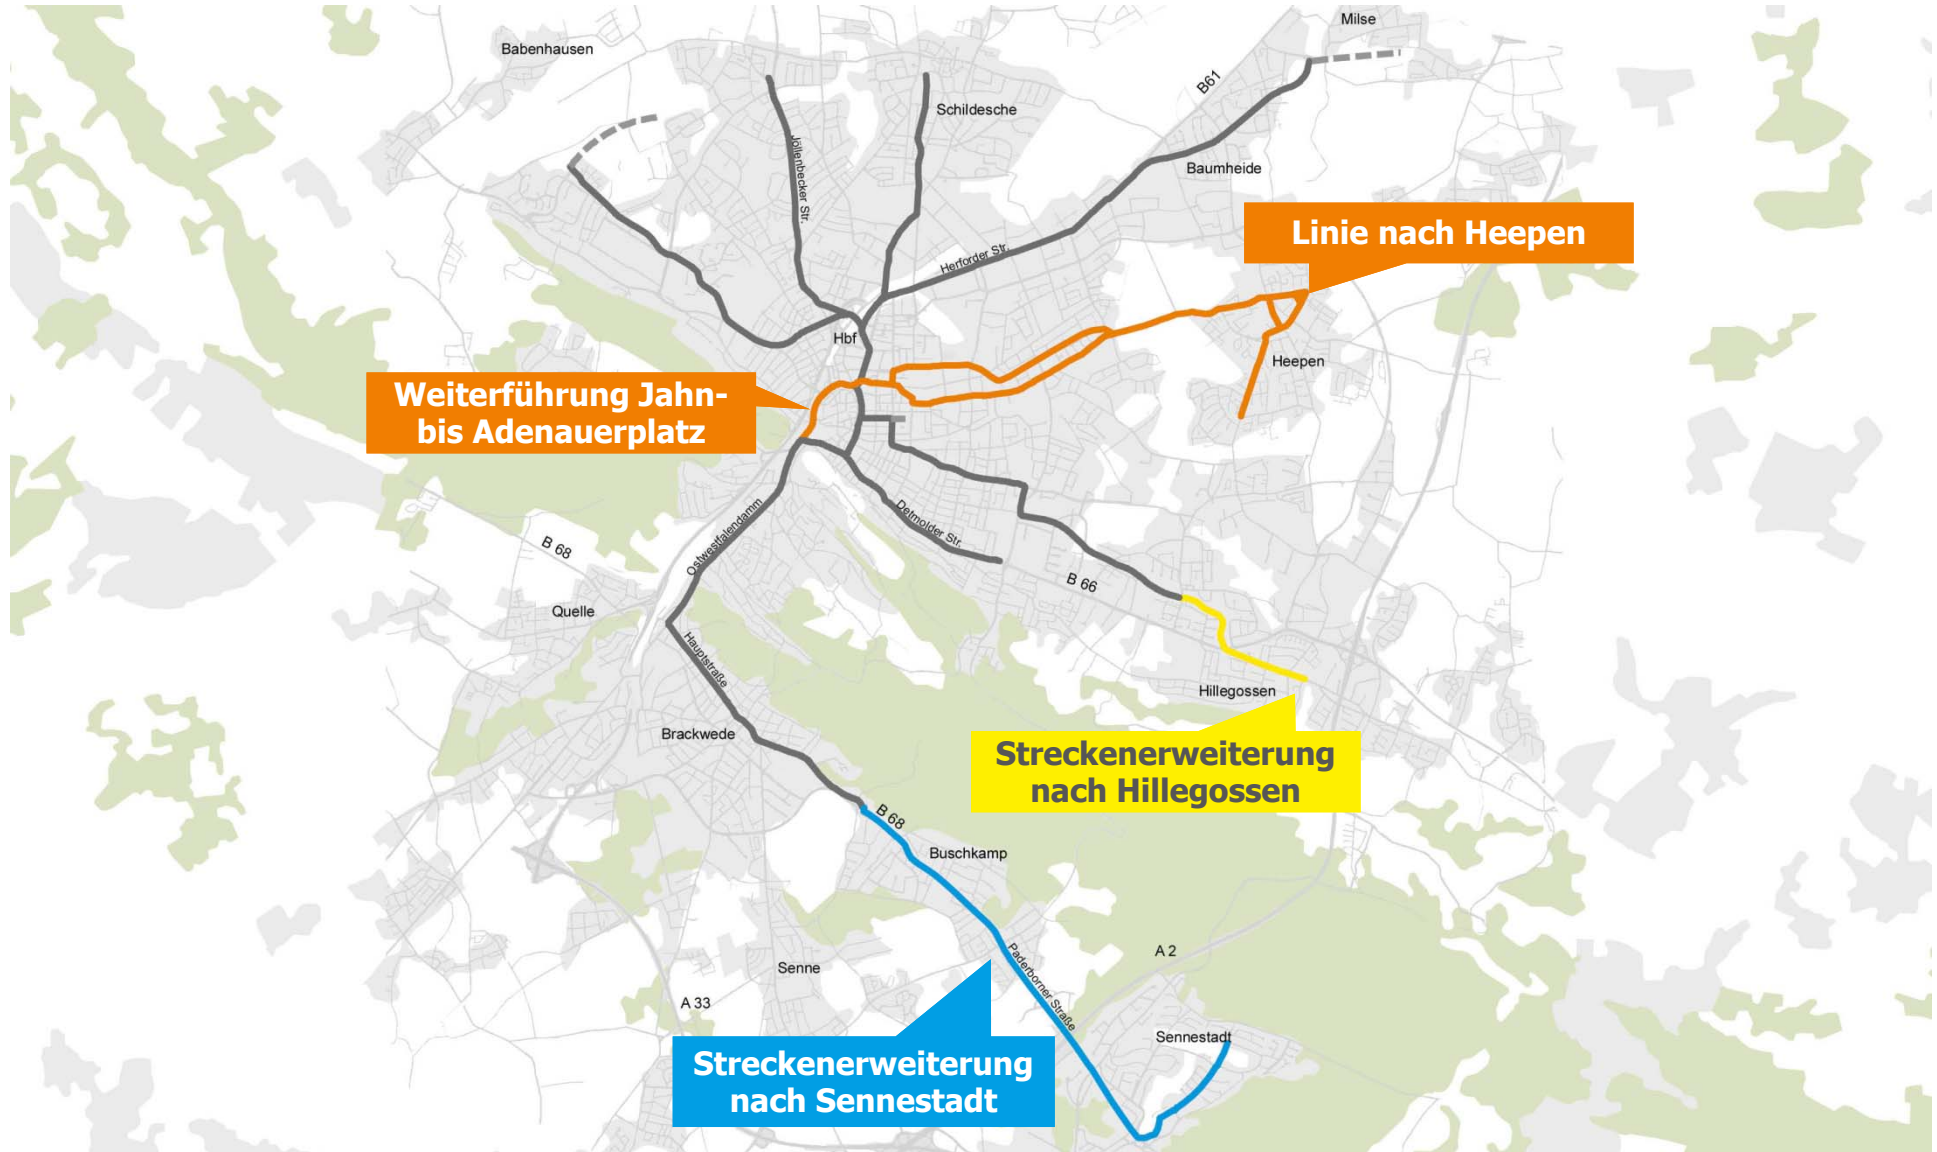 Milse
Babenhausen
B61
Schildesche
Jöllenbecker Str.
Baumheide
Linie nach Heepen
Herforder Str.
Hbf
Heepen
Weiterführung Jahn-
bis Adenauerplatz
Detmolder Str.
Ostwestfalendamm
B 68
B 66
Quelle
Hauptstraße
Hillegossen
Brackwede
Streckenerweiterung
nach Hillegossen
B 68
Buschkamp
Paderborner Straße
A 2
Senne
A 33
Sennestadt
Streckenerweiterung
nach Sennestadt